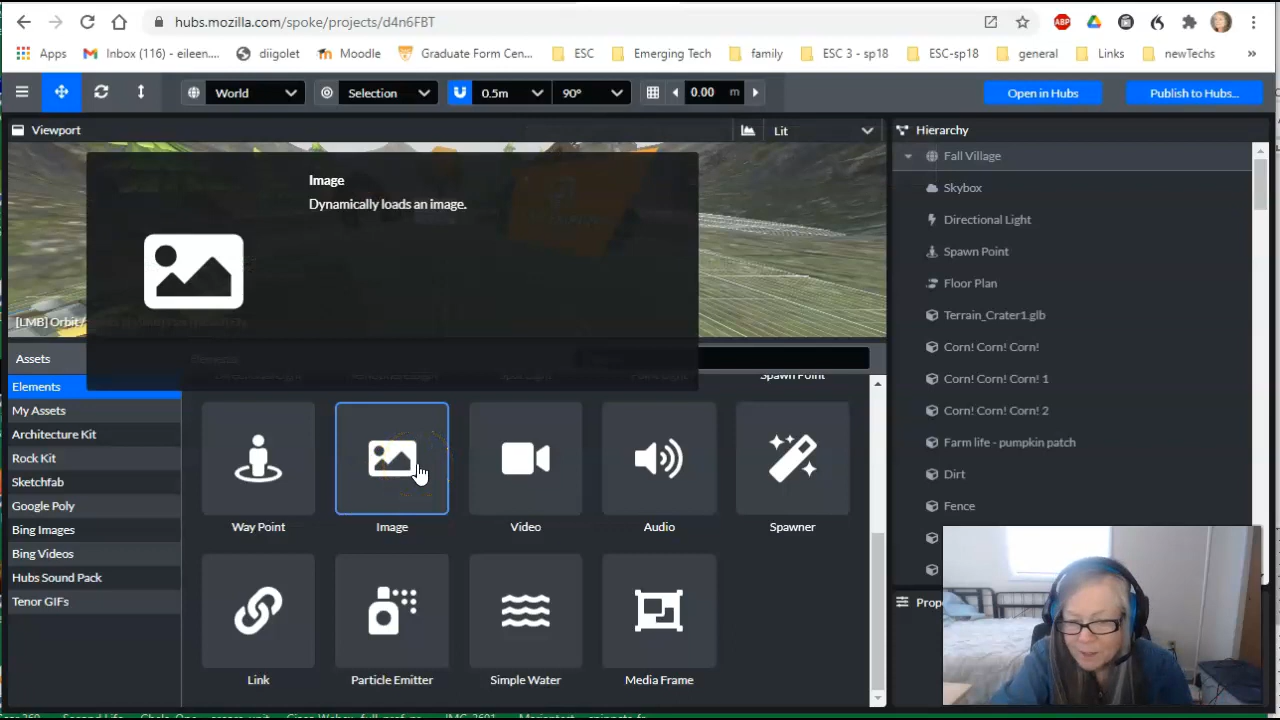 hubs.mozilla.com/spoke/projects/d4n6FBT
ABP
Apps Inbox (116) - eileen.... diigolet Moodle Graduate Form Cen... ESC Emerging Tech family ESC 3 - sp18 ESC-sp18 general Links newTechs »
World Selection 0.5m 90° 0.00 m Open in Hubs Publish to Hubs...
Viewport Lit
Image
Dynamically loads an image.
[LMB] Orbit
Assets
Elements
Elements
My Assets
Architecture Kit
Rock Kit
Sketchfab
Google Poly
Bing Images
Bing Videos
Hubs Sound Pack
Tenor GIFs
Spawn Point
Way Point Image Video Audio Spawner
Link Particle Emitter Simple Water Media Frame
Hierarchy
Fall Village
Skybox
Directional Light
Spawn Point
Floor Plan
Terrain_Crater1.glb
Corn! Corn! Corn!
Corn! Corn! Corn! 1
Corn! Corn! Corn! 2
Farm life - pumpkin patch
Dirt
Fence
Prope